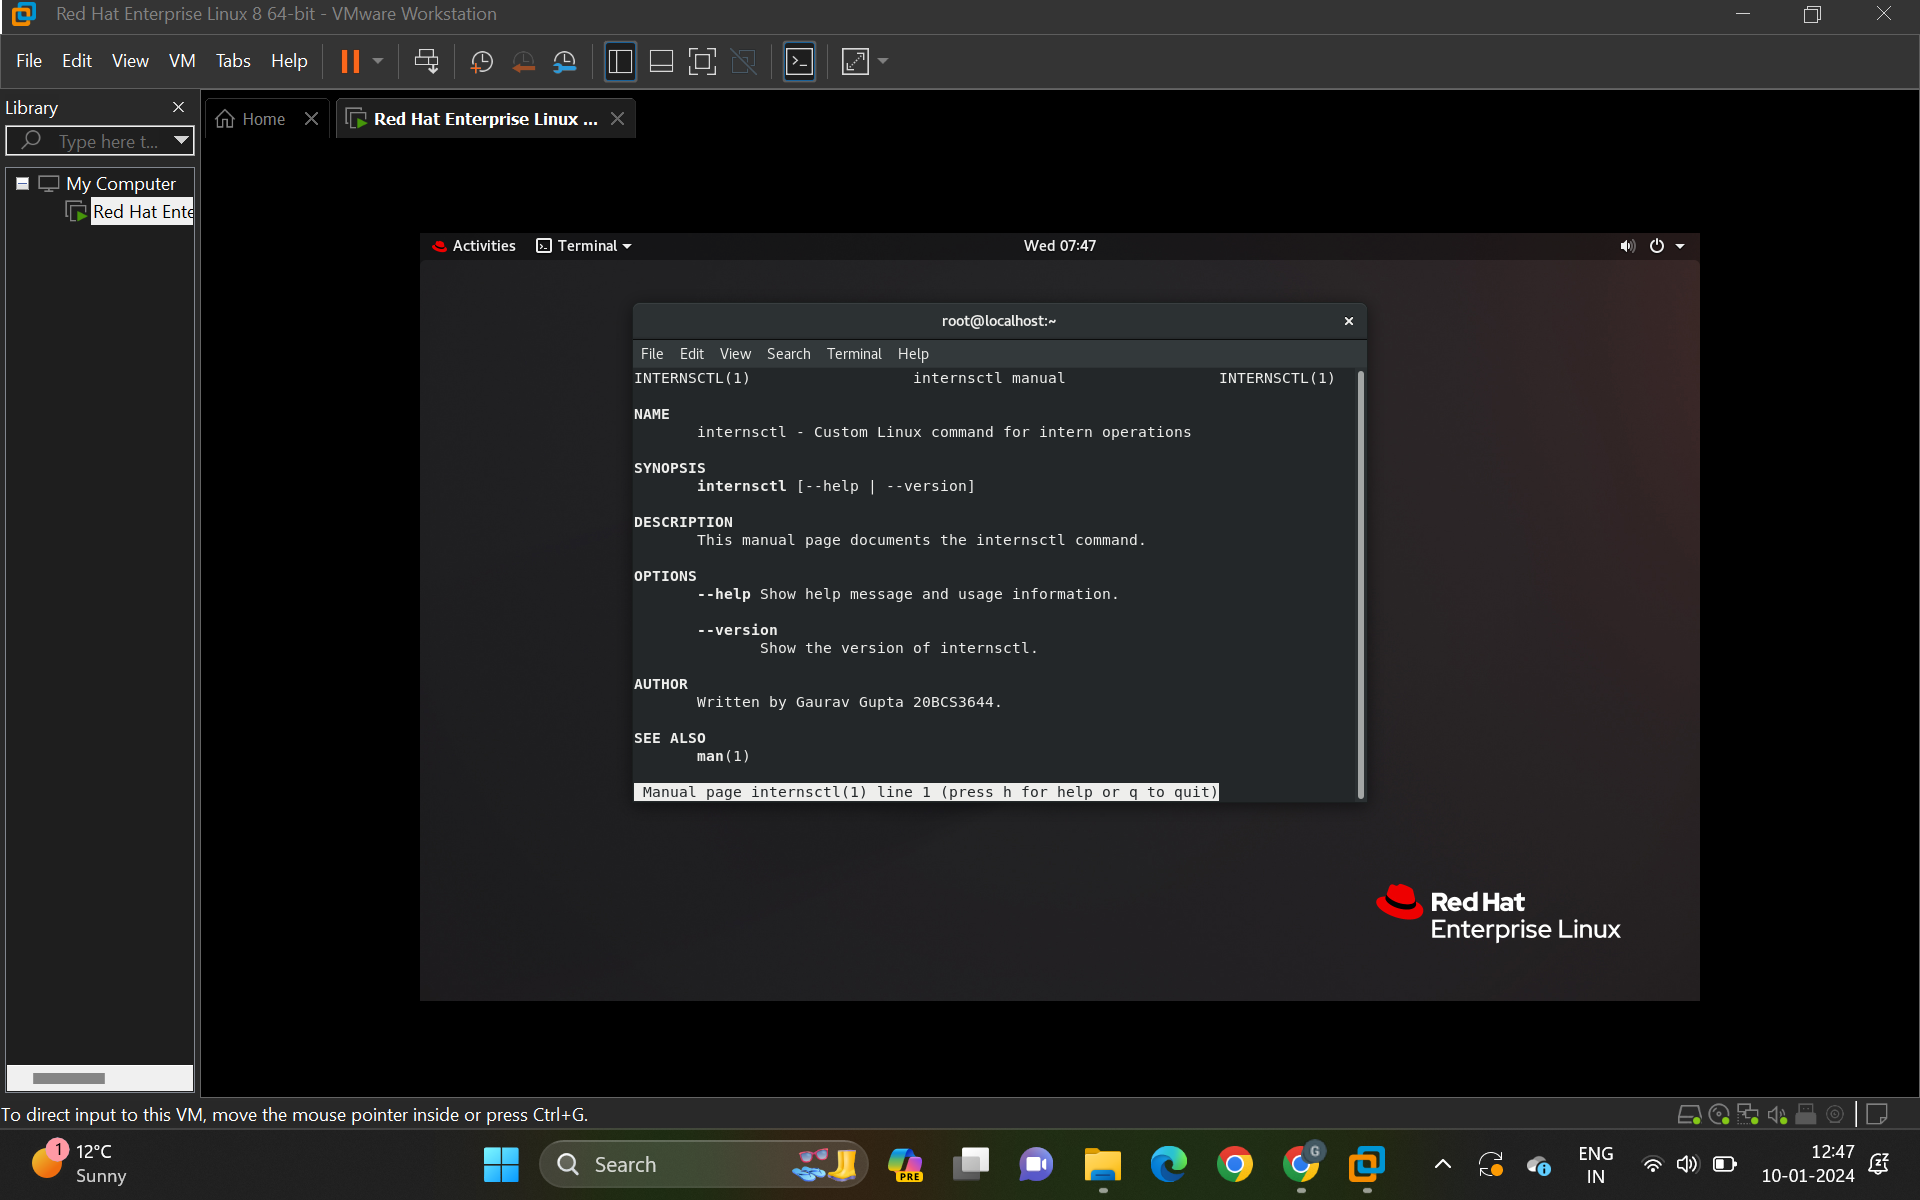 Red Hat Enterprise Linux 8 64-bit - VMware Workstation
File Edit View VM Tabs Help
Library
Type here t...
My Computer
Red Hat Ente
Home
Red Hat Enterprise Linux ...
Activities Terminal Wed 07:47
root@localhost:~
File Edit View Search Terminal Help
INTERNSCTL(1) internsctl manual INTERNSCTL(1)
NAME
internsctl - Custom Linux command for intern operations
SYNOPSIS
internsctl [--help | --version]
DESCRIPTION
This manual page documents the internsctl command.
OPTIONS
--help Show help message and usage information.
--version
Show the version of internsctl.
AUTHOR
Written by Gaurav Gupta 20BCS3644.
SEE ALSO
man(1)
Manual page internsctl(1) line 1 (press h for help or q to quit)
Red Hat
Enterprise Linux
To direct input to this VM, move the mouse pointer inside or press Ctrl+G.
1
12°C
Sunny
Search
PRE
G
ENG
IN
12:47
10-01-2024